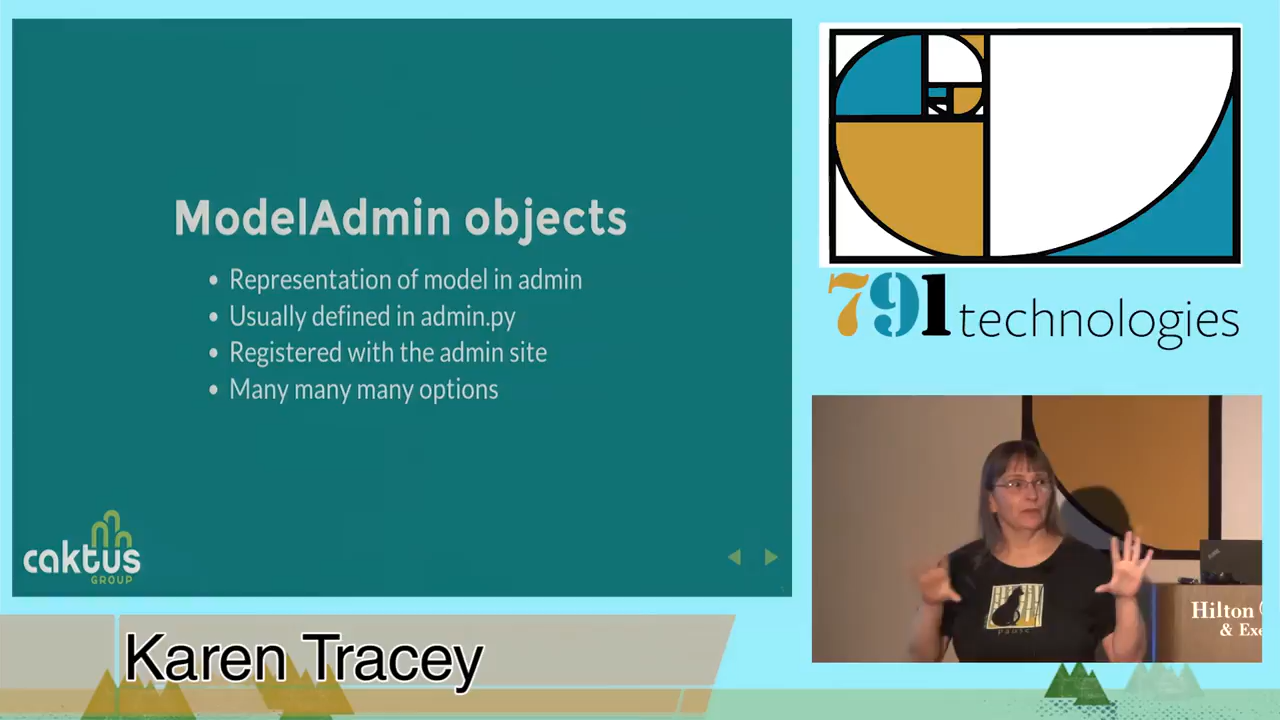 ModelAdmin objects
Representation of model in admin
Usually defined in admin.py
Registered with the admin site
Many many many options
caktus
GROUP
791 technologies
Pause
Hilton
& Exe
Karen Tracey